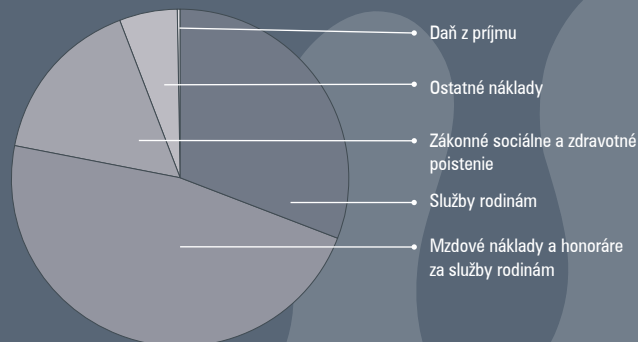 Daň z príjmu
Ostatné náklady
Zákonné sociálne a zdravotné
poistenie
Služby rodinám
Mzdové náklady a honoráre
za služby rodinám